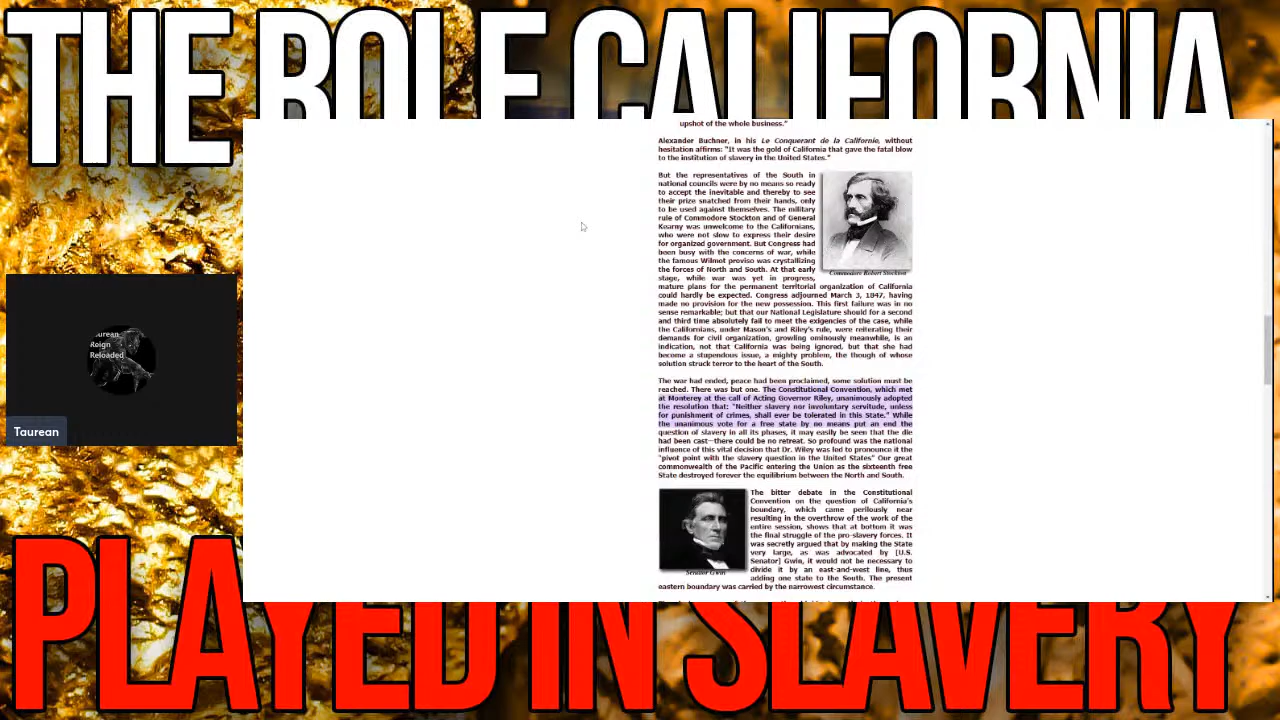 THE ROLE CALIFORNIA
upshot of the whole business."
Alexander Buchner, in his Le Conquerant de la Californie, without
hesitation affirms: "It was the gold of California that gave the fatal blow
to the institution of slavery in the United States."
But the representatives of the South in
national councils were by no means so ready
to accept the inevitable and thereby to see
their prize snatched from their hands, only
to be used against themselves. The military
rule of Commodore Stockton and of General
Kearny was unwelcome to the Californians,
who were not slow to express their desire
for organized government. But Congress had
been busy with the concerns of war, while
the famous Wilmot proviso was crystallizing
the forces of North and South. At that early
stage, while war was yet in progress,
Commodore Robert Stockton
mature plans for the permanent territorial organization of California
could hardly be expected. Congress adjourned March 3, 1847, having
made no provision for the new possession. This first failure was in no
sense remarkable; but that our National Legislature should for a second
and third time absolutely fail to meet the exigencies of the case, while
the Californians, under Mason's and Riley's rule, were reiterating their
demands for civil organization, growling ominously meanwhile, is an
indication, not that California was being ignored, but that she had
become a stupendous issue, a mighty problem, the though of whose
solution struck terror to the heart of the South.
The war had ended, peace had been proclaimed, some solution must be
reached. There was but one. The Constitutional Convention, which met
at Monterey at the call of Acting Governor Riley, unanimously adopted
the resolution that: "Neither slavery nor involuntary servitude, unless
for punishment of crimes, shall ever be tolerated in this State." While
the unanimous vote for a free state by no means put an end the
question of slavery in all its phases, it may easily be seen that the die
had been cast—there could be no retreat. So profound was the national
influence of this vital decision that Dr. Wiley was led to pronounce it the
"pivot point with the slavery question in the United States" Our great
commonwealth of the Pacific entering the Union as the sixteenth free
State destroyed forever the equilibrium between the North and South.
The bitter debate in the Constitutional
Convention on the question of California's
boundary, which came perilously near
resulting in the overthrow of the work of the
entire session, shows that at bottom it was
the final struggle of the pro-slavery forces. It
was secretly argued that by making the State
very large, as was advocated by [U.S.
Senator] Gwin, it would not be necessary to
divide it by an east-and-west line, thus
adding one state to the South. The present
Senator Gwin
eastern boundary was carried by the narrowest circumstance.
Taurean
Reign
Reloaded
Taurean
PLAYED IN SLAVERY